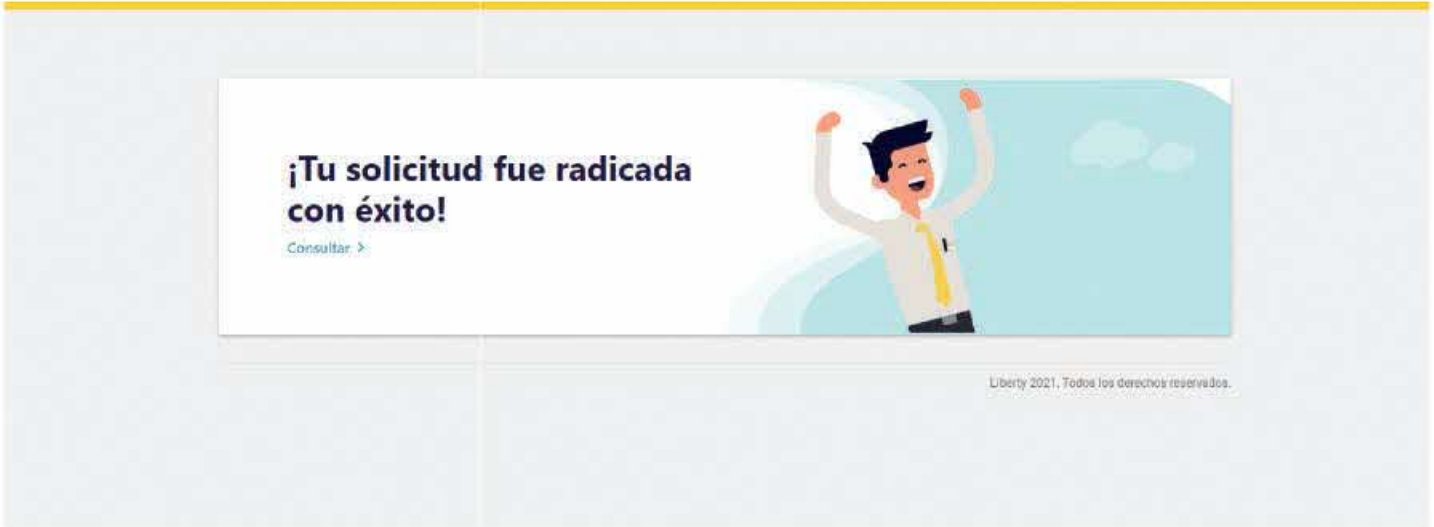 ¡Tu solicitud fue radicada
con éxito!
Consultar >
Liberty 2021. Todos los derechos reservados.